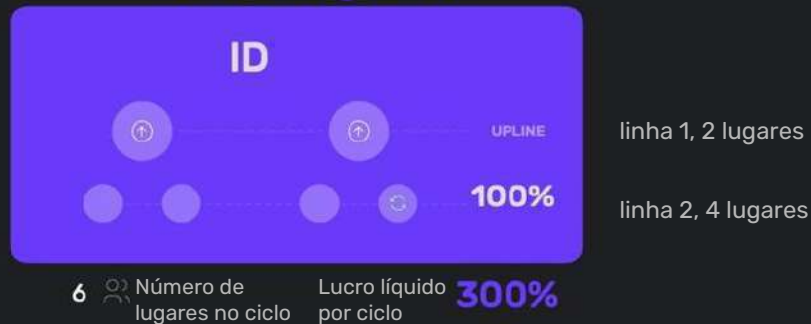 ID
UPLINE
linha 1, 2 lugares
100%
linha 2, 4 lugares
6 Número de lugares no ciclo
Lucro líquido por ciclo 300%